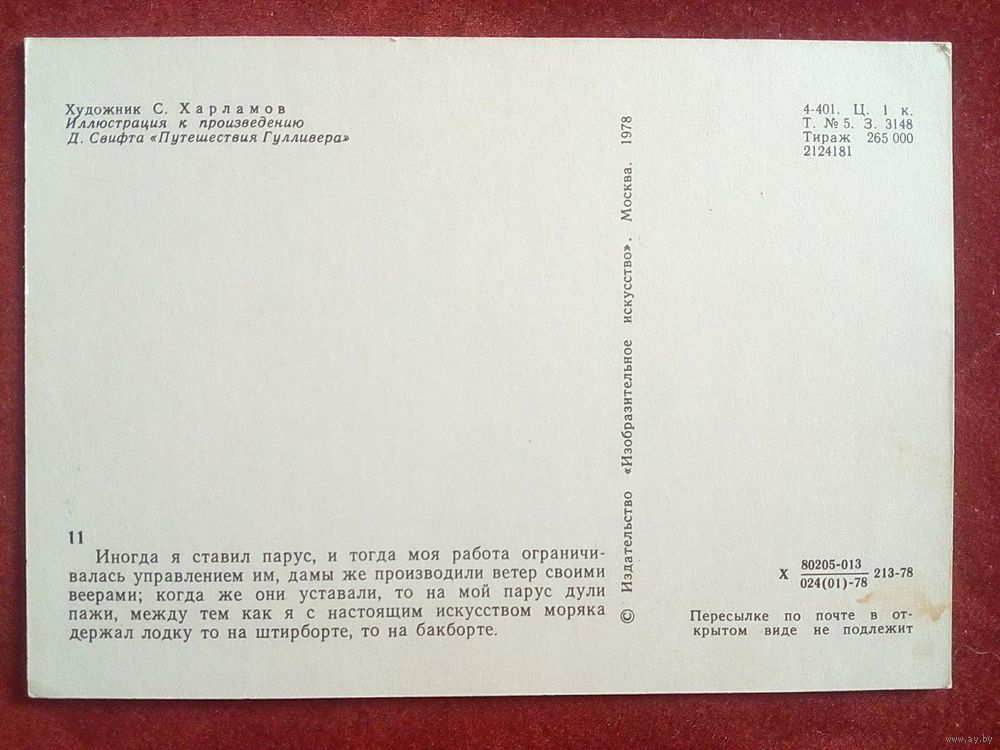 Художник С. Харламов
Иллюстрация к произведению
Д. Свифта «Путешествия Гулливера»
4-401. Ц. 1 к.
Т. № 5. З. 3148
Тираж 265 000
2124181
© Издательство «Изобразительное искусство». Москва. 1978
11
Иногда я ставил парус, и тогда моя работа ограничи-
валась управлением им, дамы же производили ветер своими
веерами; когда же они уставали, то на мой парус дули
пажи, между тем как я с настоящим искусством моряка
держал лодку то на штирборте, то на бакборте.
80205-013
Х 213-78
024(01)-78
Пересылке по почте в от-
крытом виде не подлежит
www.ay.by